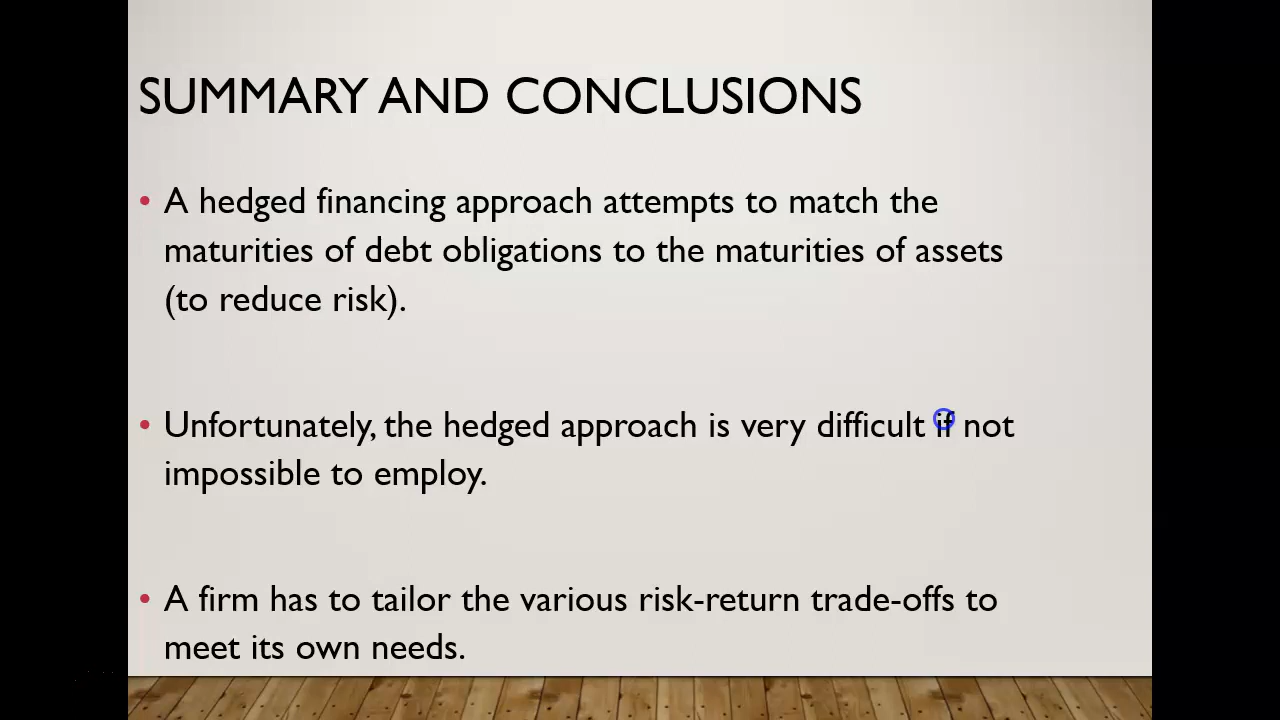 SUMMARY AND CONCLUSIONS
• A hedged financing approach attempts to match the
maturities of debt obligations to the maturities of assets
(to reduce risk).
• Unfortunately, the hedged approach is very difficult if not
impossible to employ.
• A firm has to tailor the various risk-return trade-offs to
meet its own needs.